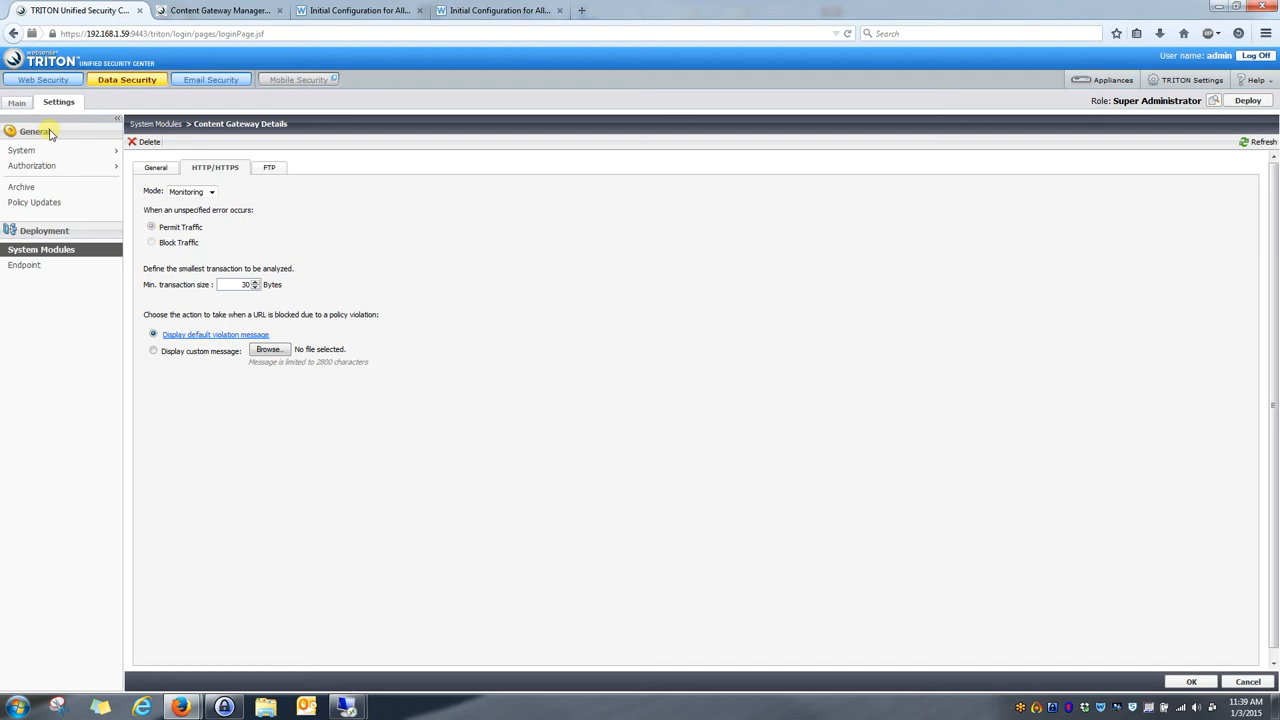 TRITON Unified Security C...
Content Gateway Manager...
Initial Configuration for All...
Initial Configuration for All...
https://192.168.1.59:9443/triton/login/pages/loginPage.jsf
Search
websense
TRITON UNIFIED SECURITY CENTER
User name: admin
Log Off
Web Security
Data Security
Email Security
Mobile Security
Appliances
TRITON Settings
Help
Main
Settings
Role: Super Administrator
Deploy
General
System
Authorization
Archive
Policy Updates
Deployment
System Modules
Endpoint
System Modules > Content Gateway Details
Delete
Refresh
General
HTTP/HTTPS
FTP
Mode: Monitoring
When an unspecified error occurs:
Permit Traffic
Block Traffic
Define the smallest transaction to be analyzed.
Min. transaction size : 30 Bytes
Choose the action to take when a URL is blocked due to a policy violation:
Display default violation message
Display custom message: Browse... No file selected.
Message is limited to 2800 characters
OK
Cancel
11:39 AM
1/3/2015